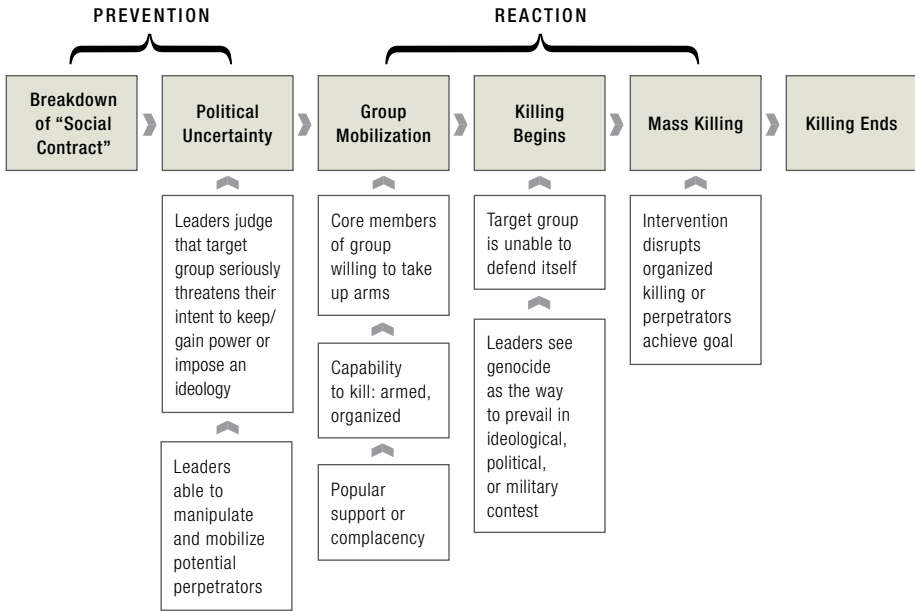 PREVENTION
REACTION
Breakdown
of “Social
Contract”
Political
Uncertainty
Group
Mobilization
Killing
Begins
Mass Killing
Killing Ends
Leaders judge
that target
group seriously
threatens their
intent to keep/
gain power or
impose an
ideology
Leaders
able to
manipulate
and mobilize
potential
perpetrators
Core members
of group
willing to take
up arms
Capability
to kill: armed,
organized
Popular
support or
complacency
Target group
is unable to
defend itself
Leaders see
genocide
as the way
to prevail in
ideological,
political,
or military
contest
Intervention
disrupts
organized
killing or
perpetrators
achieve goal